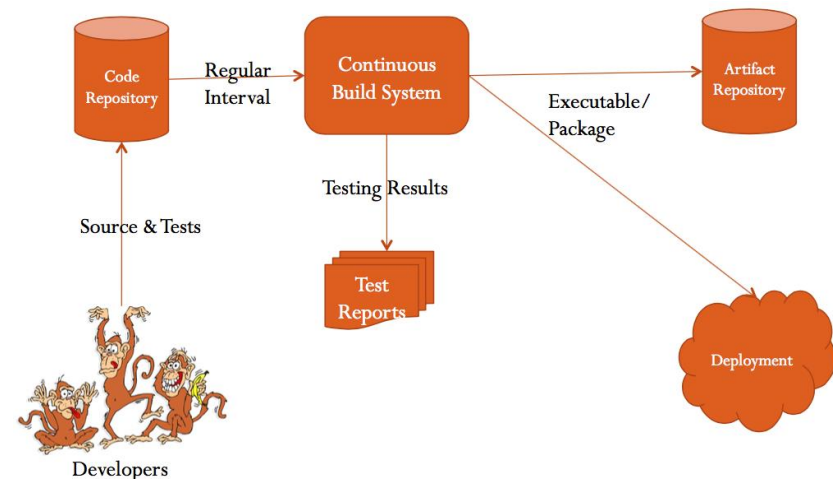 Code
Repository
Regular
Interval
Continuous
Build System
Artifact
Repository
Executable/
Package
Testing Results
Source & Tests
Test
Reports
Deployment
Developers